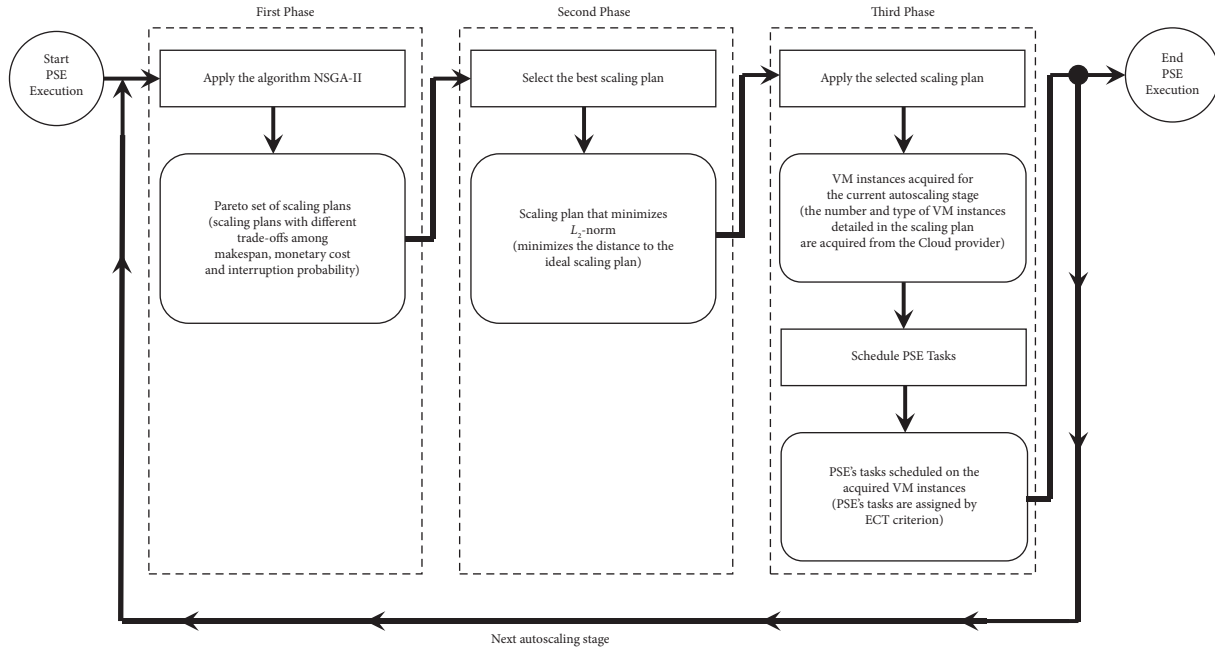 First Phase
Second Phase
Third Phase
Start
PSE
Execution
Apply the algorithm NSGA-II
Pareto set of scaling plans
(scaling plans with different
trade-offs among
makespan, monetary cost
and interruption probability)
Select the best scaling plan
Scaling plan that minimizes
L₂-norm
(minimizes the distance to the
ideal scaling plan)
Apply the selected scaling plan
VM instances acquired for
the current autoscaling stage
(the number and type of VM instances
detailed in the scaling plan
are acquired from the Cloud provider)
Schedule PSE Tasks
PSE's tasks scheduled on the
acquired VM instances
(PSE's tasks are assigned by
ECT criterion)
End
PSE
Execution
Next autoscaling stage